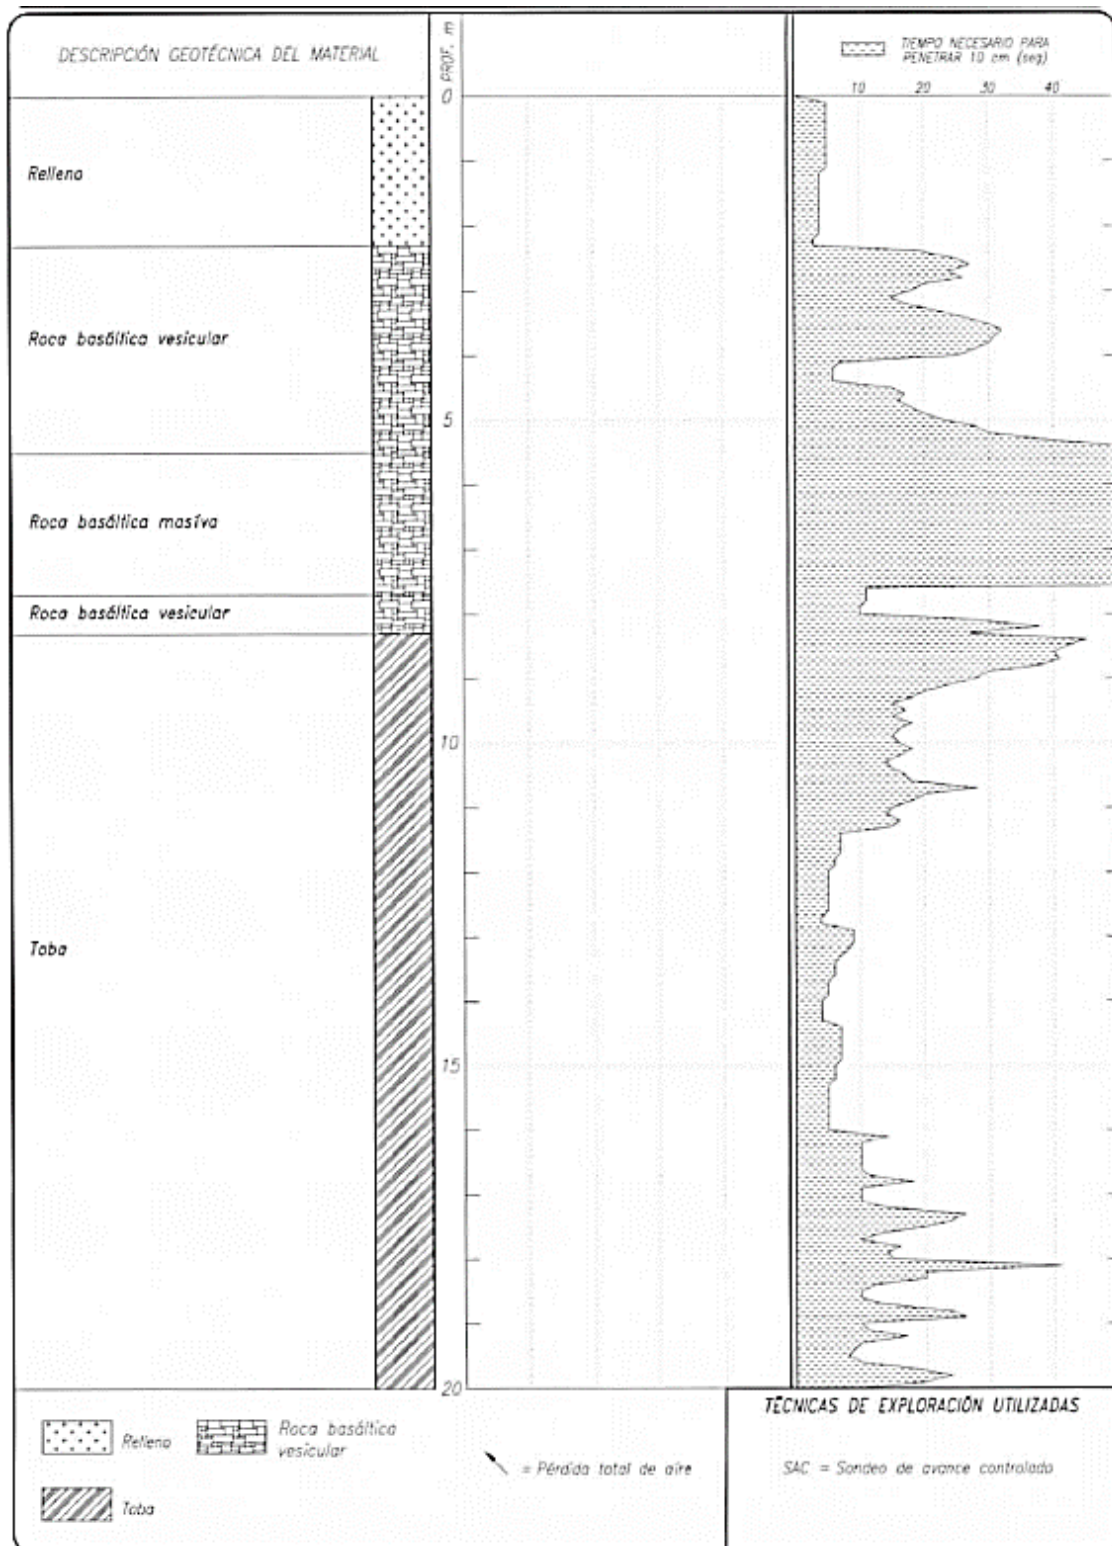 DESCRIPCIÓN GEOTÉCNICA DEL MATERIAL
PROF. m
TIEMPO NECESARIO PARA
PENETRAR 10 cm (seg)
10 20 30 40
0
Relleno
Roca basáltica vesicular
5
Roca basáltica masíva
Roca basáltica vesicular
10
Toba
15
20
Relleno
Roca basáltica
vesicular
Toba
= Pérdida total de aire
TÉCNICAS DE EXPLORACIÓN UTILIZADAS
SAC = Sondeo de avance controlado